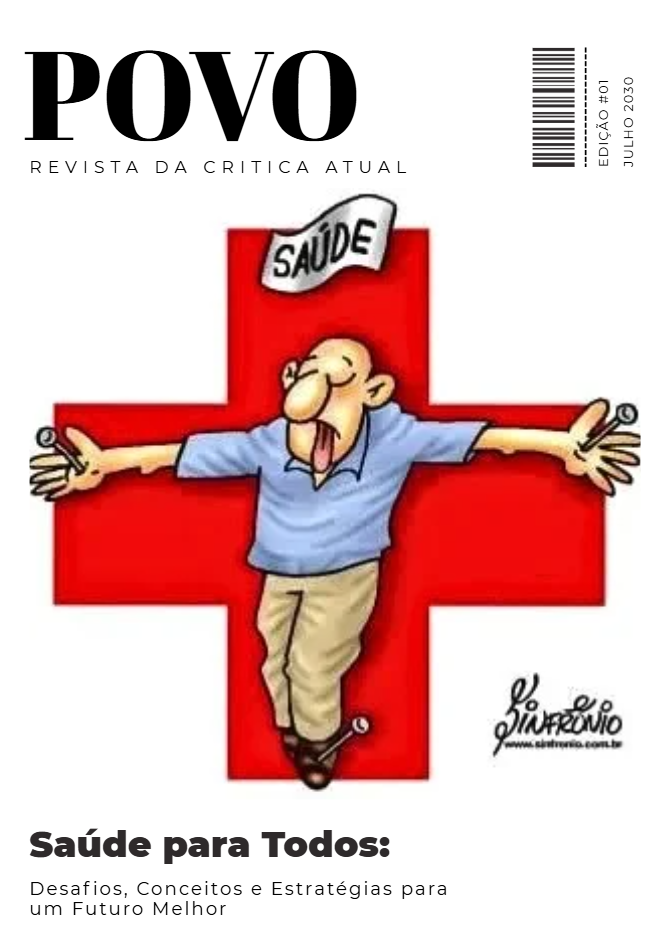 POVO
REVISTA DA CRITICA ATUAL
EDIÇÃO #01
JULHO 2030
SAÚDE
SINFRÔNIO
www.sinfronio.com.br
Saúde para Todos:
Desafios, Conceitos e Estratégias para
um Futuro Melhor